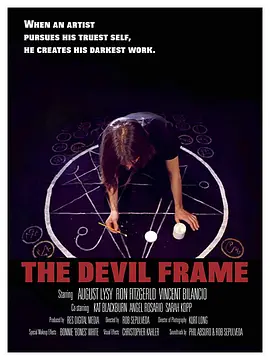 WHEN AN ARTIST
PURSUES HIS TRUEST SELF,
HE CREATES HIS DARKEST WORK.
THE DEVIL FRAME
Starring AUGUST LYSY RON FITZGERALD VINCENT BILANCIO
Co-starring KAT BLACKBURN ANGEL ROSARIO SARAH KOPP
Produced by RES DIGITAL MEDIA Directed by ROB SEPULVEDA Director of Photography KURT LONG
Special Makeup Effects BONNIE 'BONES' WHITE Visual Effects CHRISTOPHER KAHLER Soundtrack by PHIL ASSURID & ROB SEPULVEDA